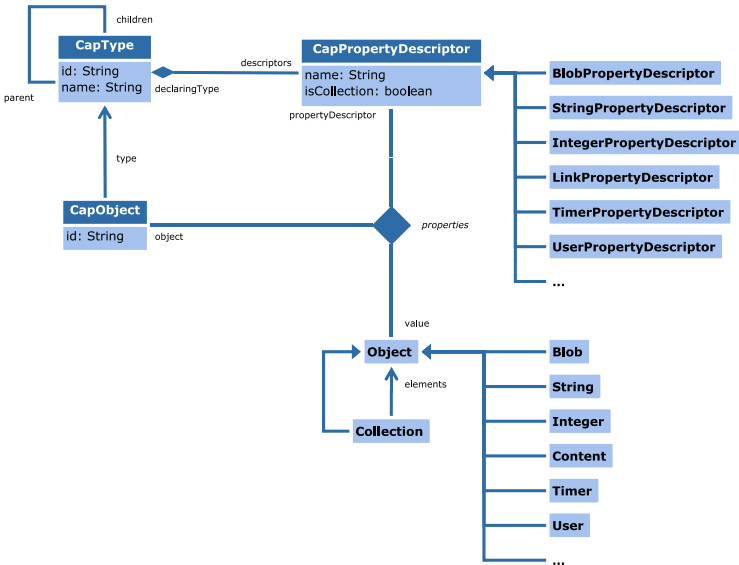 children
CapType
id: String
name: String
parent
declaringType
descriptors
CapPropertyDescriptor
name: String
isCollection: boolean
propertyDescriptor
BlobPropertyDescriptor
StringPropertyDescriptor
IntegerPropertyDescriptor
LinkPropertyDescriptor
TimerPropertyDescriptor
UserPropertyDescriptor
...
type
CapObject
id: String
object
properties
value
Object
elements
Collection
Blob
String
Integer
Content
Timer
User
...